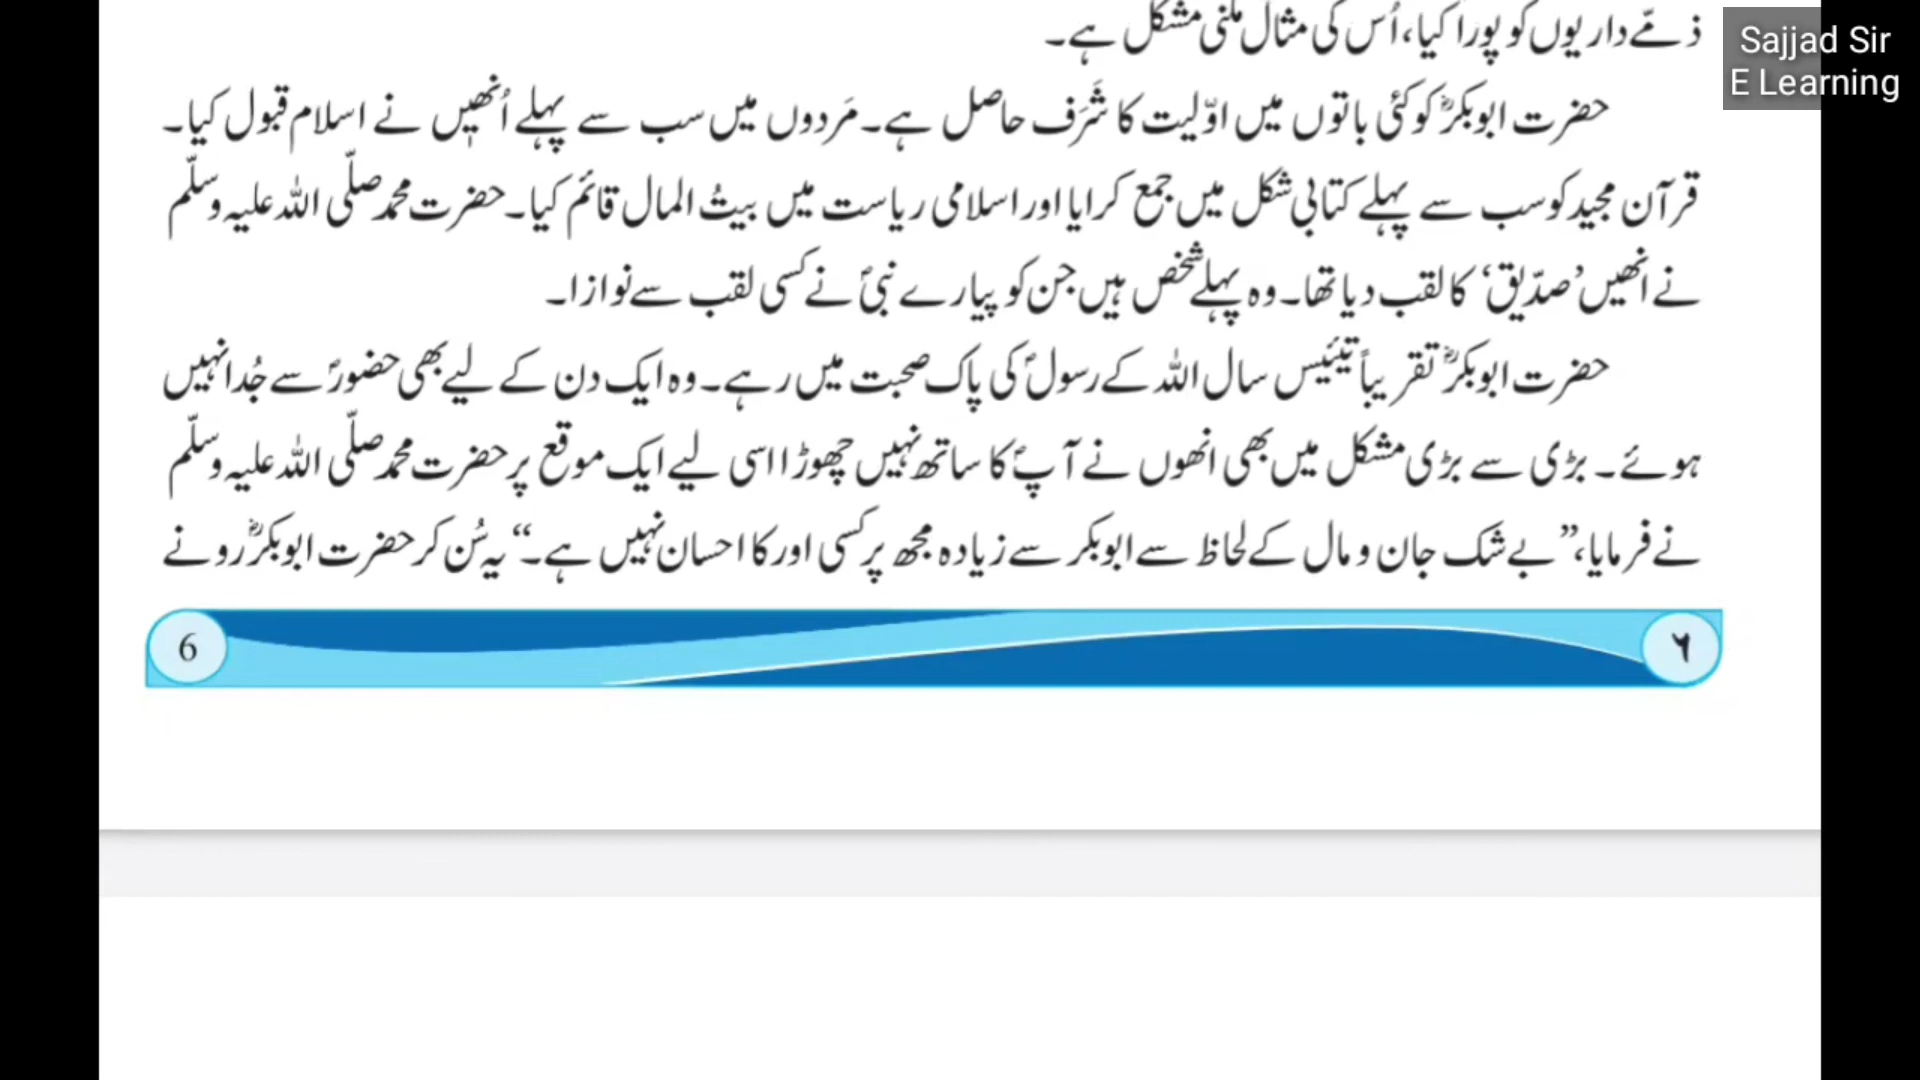 ذمّے داریوں کو پورا کیا، اُس کی مثال ملنی مشکل ہے۔
Sajjad Sir
E Learning
حضرت ابوبکرؓ کو کئی باتوں میں اوّلیت کا شَرَف حاصل ہے۔ مَردوں میں سب سے پہلے اُنھیں نے اسلام قبول کیا۔
قرآن مجید کو سب سے پہلے کتابی شکل میں جمع کرایا اور اسلامی ریاست میں بیتُ المال قائم کیا۔ حضرت محمد صلّی اللہ علیہ وسلّم
نے انھیں ’صدّیق‘ کا لقب دیا تھا۔ وہ پہلے شخص ہیں جن کو پیارے نبیؐ نے کسی لقب سے نوازا۔
حضرت ابوبکرؓ تقریباً تیئیس سال اللہ کے رسولؐ کی پاک صحبت میں رہے۔ وہ ایک دن کے لیے بھی حضورؐ سے جُدا نہیں
ہوئے۔ بڑی سے بڑی مشکل میں بھی انھوں نے آپؐ کا ساتھ نہیں چھوڑا اسی لیے ایک موقع پر حضرت محمد صلّی اللہ علیہ وسلّم
نے فرمایا، ”بے شک جان و مال کے لحاظ سے ابوبکر سے زیادہ مجھ پر کسی اور کا احسان نہیں ہے۔“ یہ سُن کر حضرت ابوبکرؓ رونے
۶
6